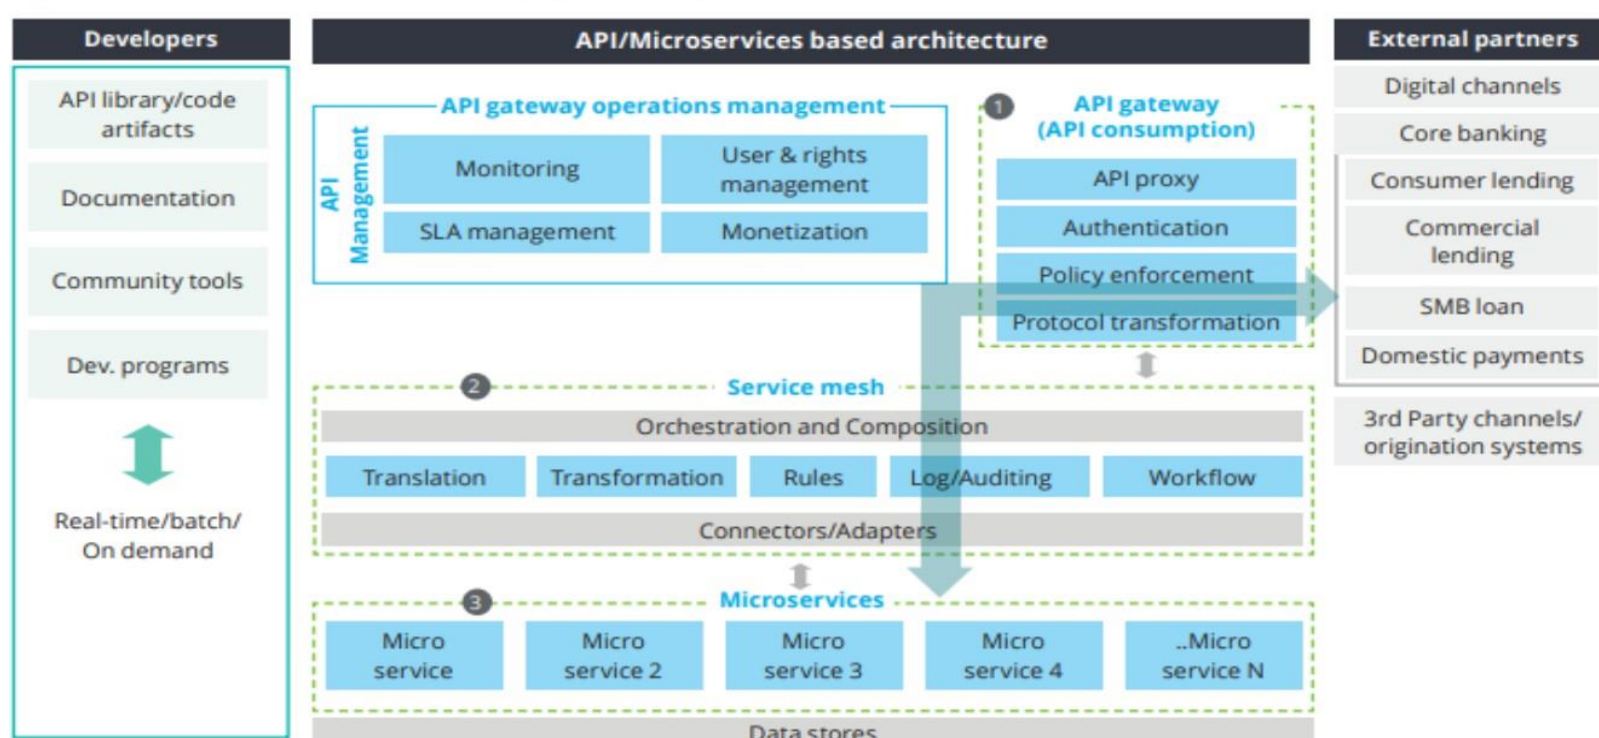 Developers
API library/code
artifacts
Documentation
Community tools
Dev. programs
Real-time/batch/
On demand
API/Microservices based architecture
API gateway operations management
API
Management
Monitoring
User & rights
management
SLA management
Monetization
1
API gateway
(API consumption)
API proxy
Authentication
Policy enforcement
Protocol transformation
2
Service mesh
Orchestration and Composition
Translation
Transformation
Rules
Log/Auditing
Workflow
Connectors/Adapters
3
Microservices
Micro
service
Micro
service 2
Micro
service 3
Micro
service 4
..Micro
service N
Data stores
External partners
Digital channels
Core banking
Consumer lending
Commercial
lending
SMB loan
Domestic payments
3rd Party channels/
origination systems